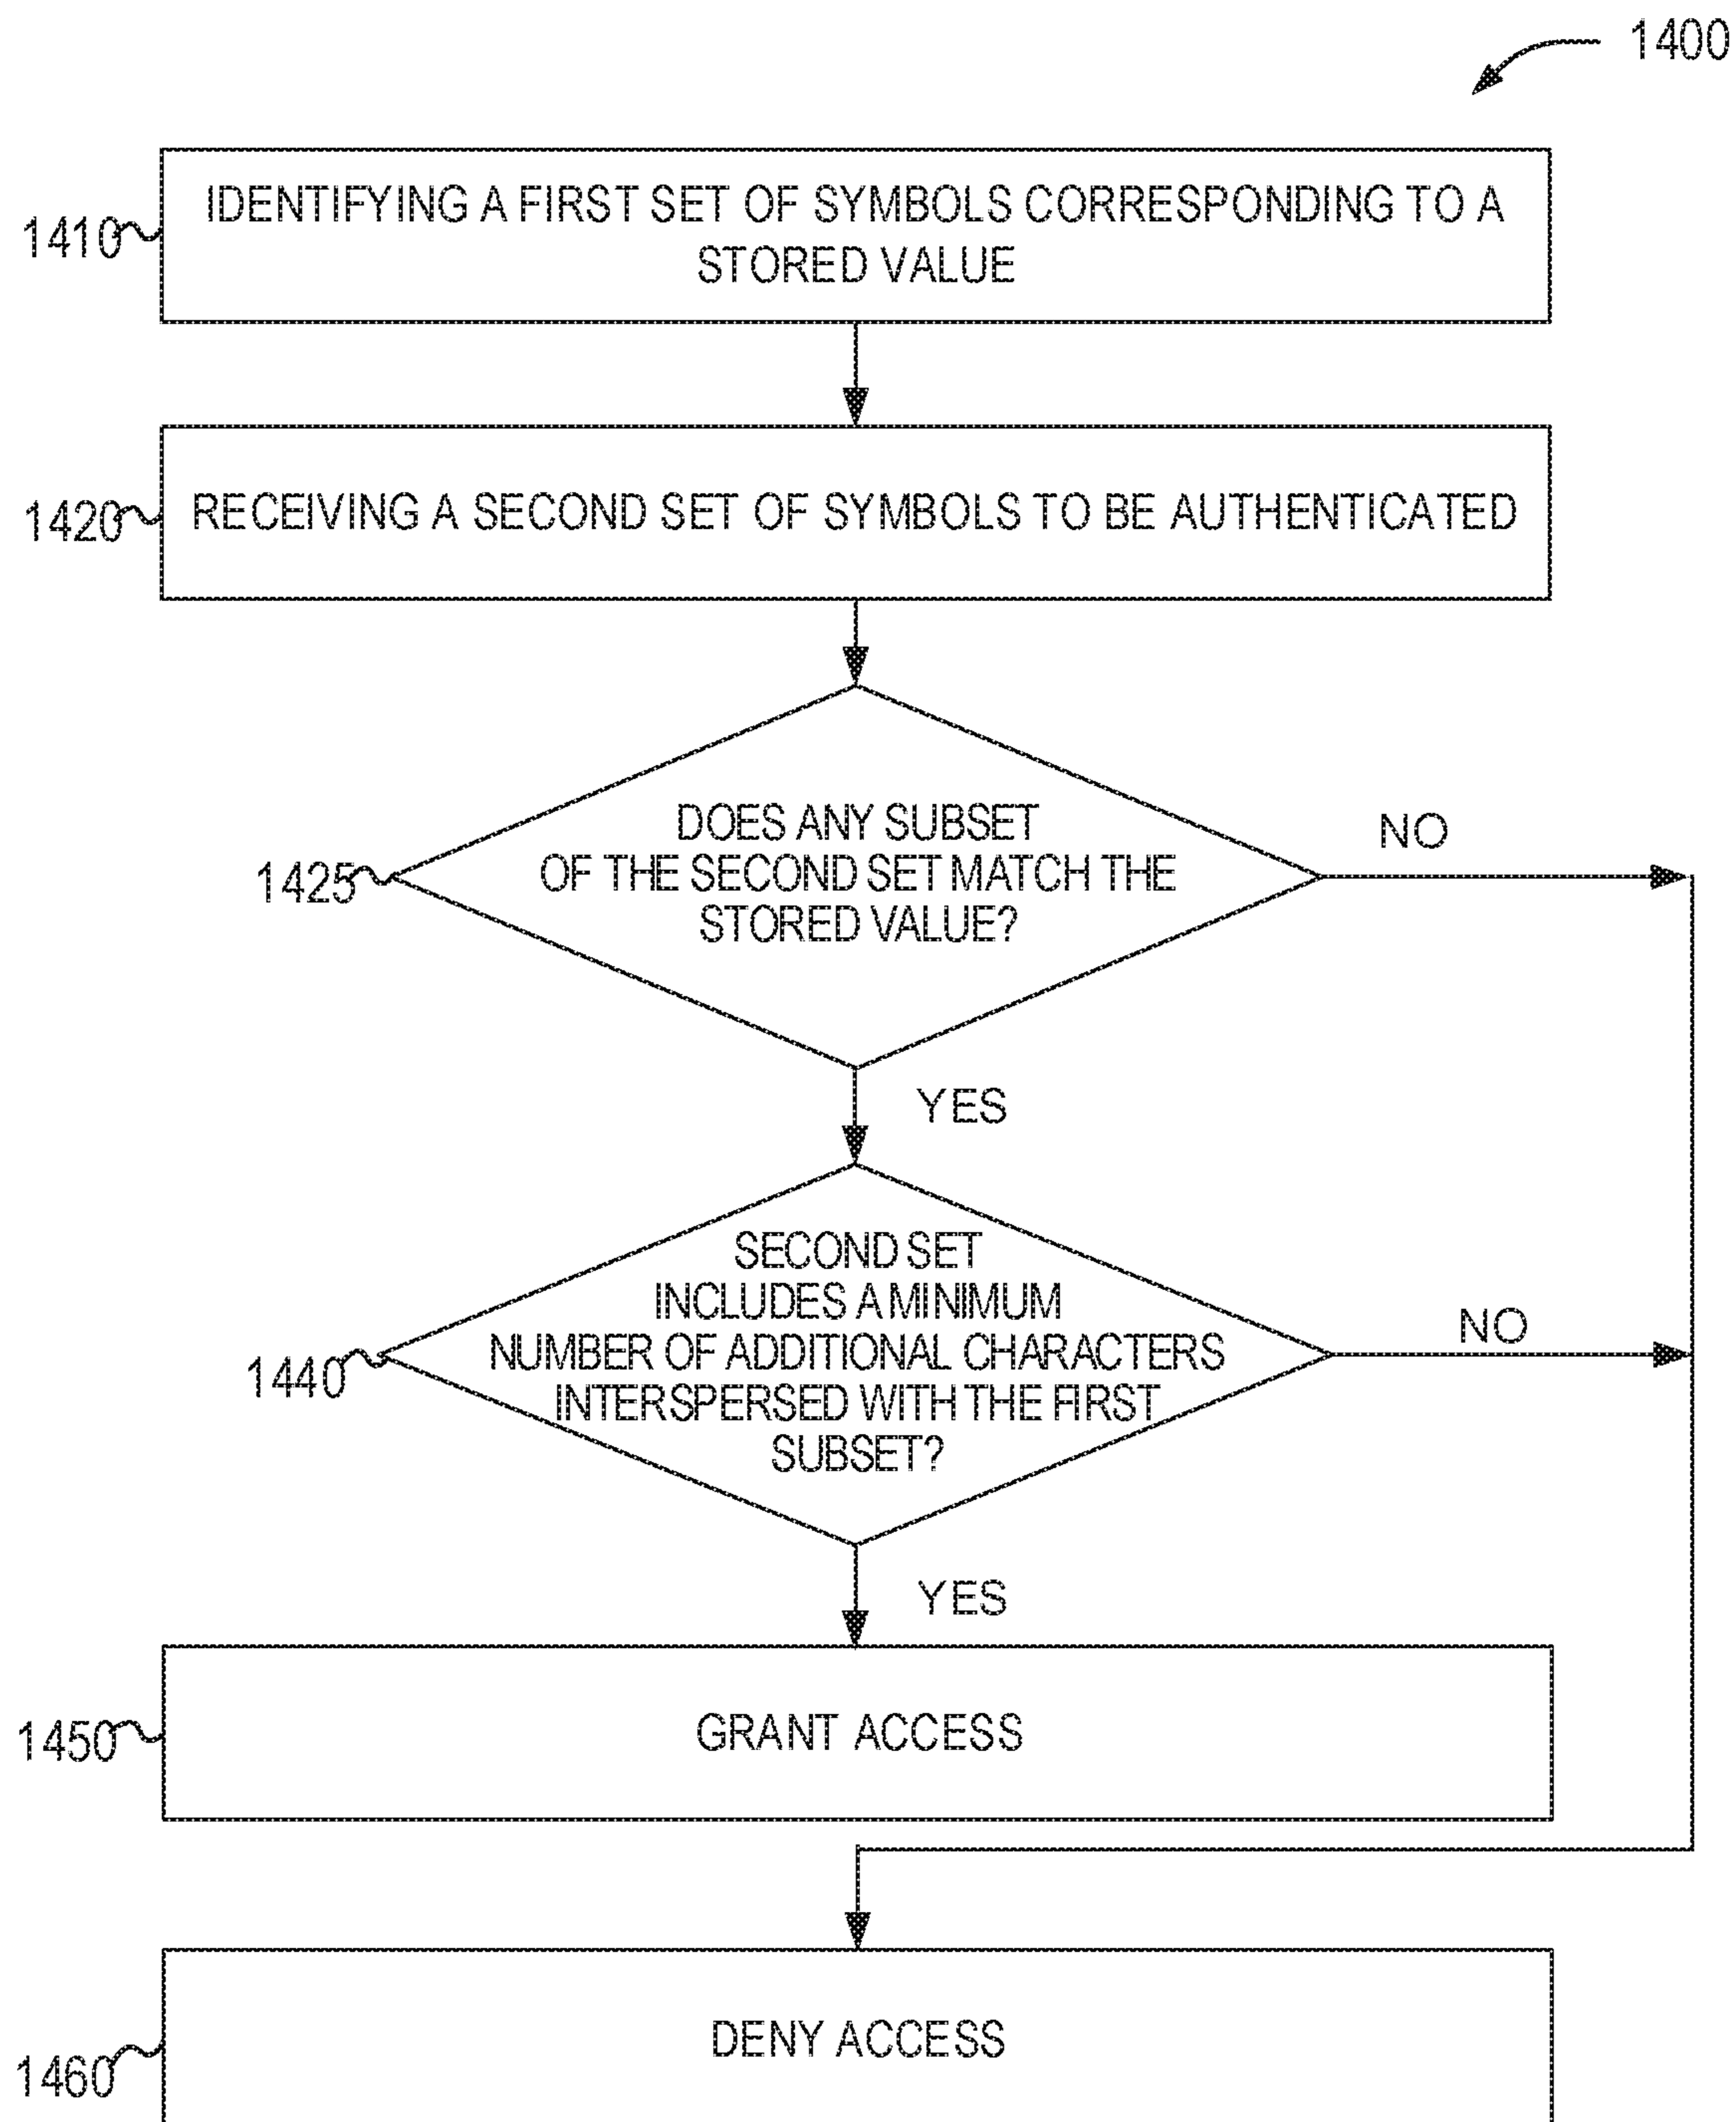 1400
1410
IDENTIFYING A FIRST SET OF SYMBOLS CORRESPONDING TO A
STORED VALUE
1420
RECEIVING A SECOND SET OF SYMBOLS TO BE AUTHENTICATED
1425
DOES ANY SUBSET
OF THE SECOND SET MATCH THE
STORED VALUE?
NO
YES
1440
SECOND SET
INCLUDES A MINIMUM
NUMBER OF ADDITIONAL CHARACTERS
INTERSPERSED WITH THE FIRST
SUBSET?
NO
YES
1450
GRANT ACCESS
1460
DENY ACCESS